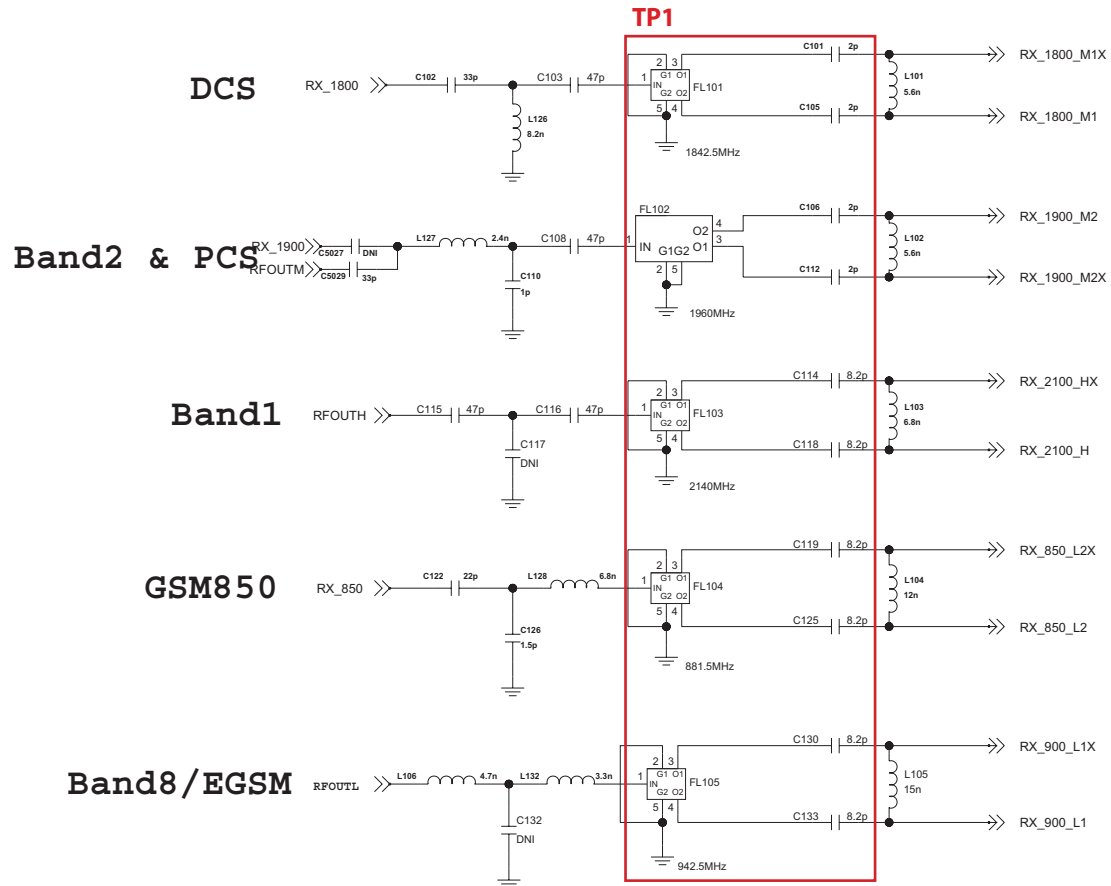 TP1
DCS
RX_1800
C102 33p
L126
8.2n
C103 47p
1
2 3
G1 O1
IN
G2 O2
5 4
FL101
1842.5MHz
C101 2p
C105 2p
L101
5.6n
RX_1800_M1X
RX_1800_M1
Band2 & PCS
RX_1900
C5027 DNI
RFOUTM
C5029 33p
L127 2.4n
C110
1p
C108 47p
FL102
1
IN
O2
O1
G1G2
4
3
2 5
1960MHz
C106 2p
C112 2p
L102
5.6n
RX_1900_M2
RX_1900_M2X
Band1
RFOUTH
C115 47p
C117
DNI
C116 47p
1
2 3
G1 O1
IN
G2 O2
5 4
FL103
2140MHz
C114 8.2p
C118 8.2p
L103
6.8n
RX_2100_HX
RX_2100_H
GSM850
RX_850
C122 22p
C126
1.5p
L128 6.8n
1
2 3
G1 O1
IN
G2 O2
5 4
FL104
881.5MHz
C119 8.2p
C125 8.2p
L104
12n
RX_850_L2X
RX_850_L2
Band8/EGSM
RFOUTL
L106 4.7n
C132
DNI
L132 3.3n
1
2 3
G1 O1
IN
G2 O2
5 4
FL105
942.5MHz
C130 8.2p
C133 8.2p
L105
15n
RX_900_L1X
RX_900_L1